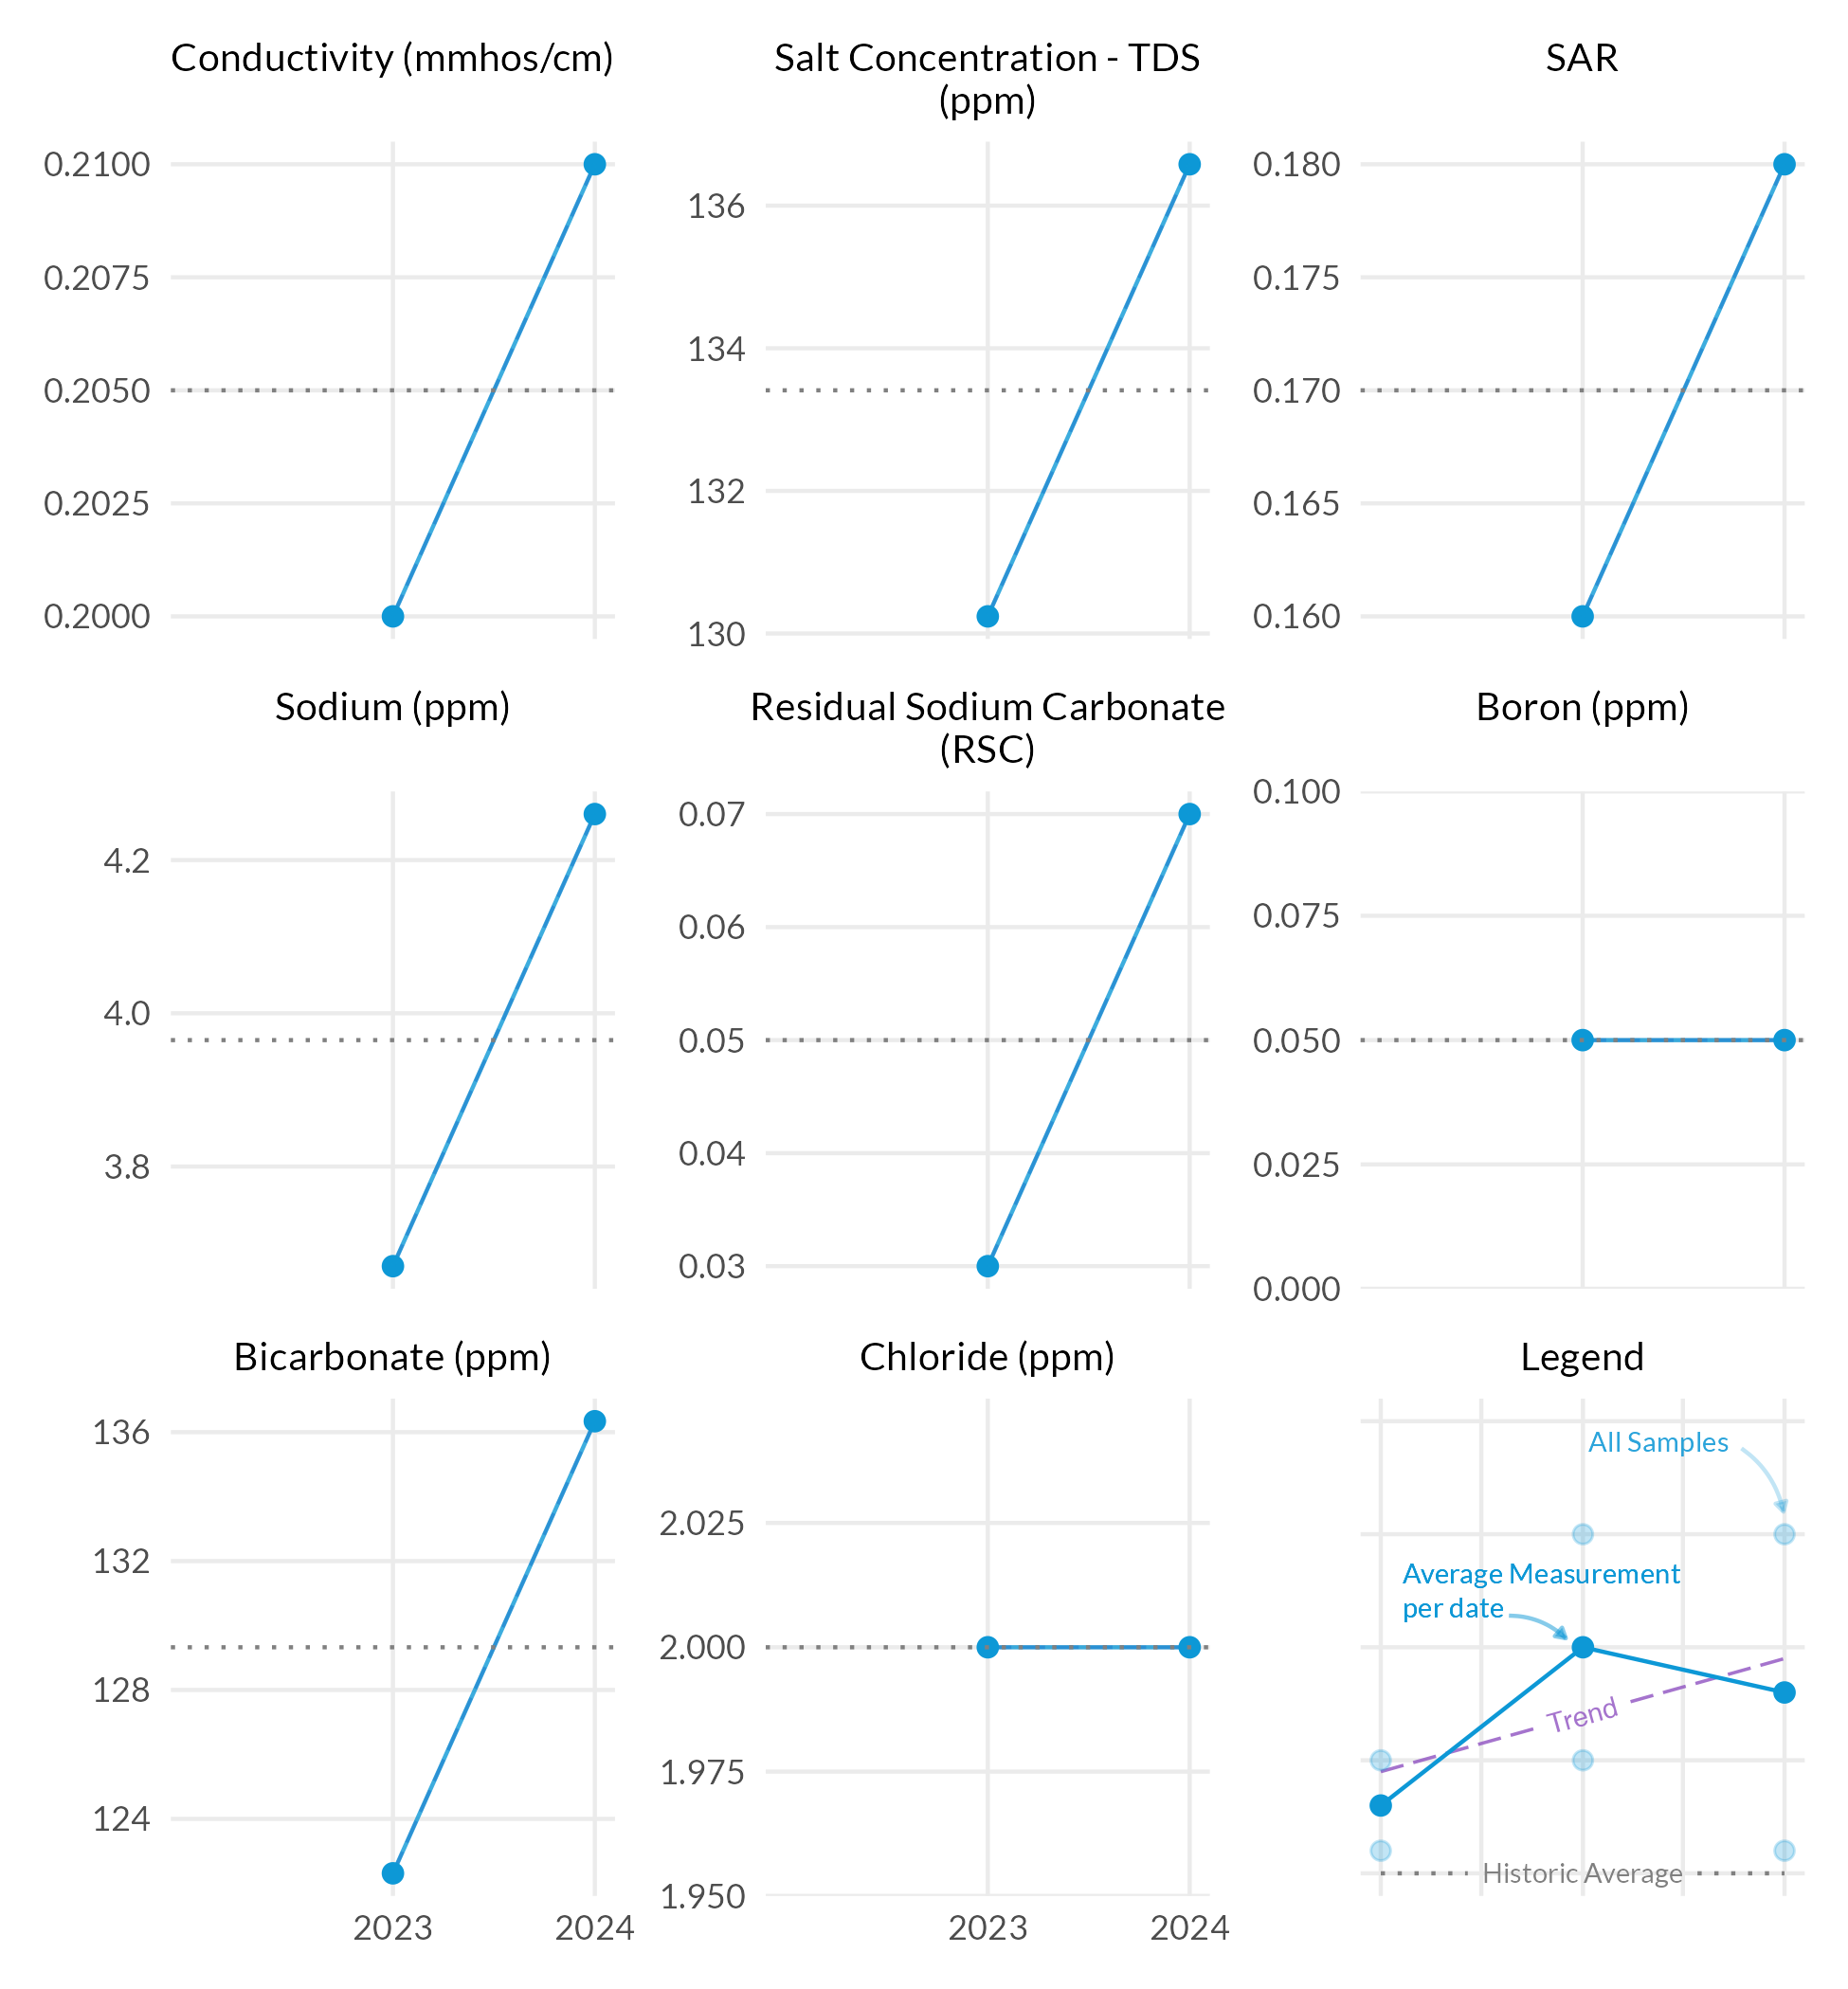 Conductivity (mmhos/cm)
0.2100
0.2075
0.2050
0.2025
0.2000
Salt Concentration - TDS
(ppm)
136
134
132
130
SAR
0.180
0.175
0.170
0.165
0.160
Sodium (ppm)
4.2
4.0
3.8
Residual Sodium Carbonate
(RSC)
0.07
0.06
0.05
0.04
0.03
Boron (ppm)
0.100
0.075
0.050
0.025
0.000
Bicarbonate (ppm)
136
132
128
124
2023 2024
Chloride (ppm)
2.025
2.000
1.975
1.950
2023 2024
Legend
All Samples
Average Measurement
per date
Trend
Historic Average